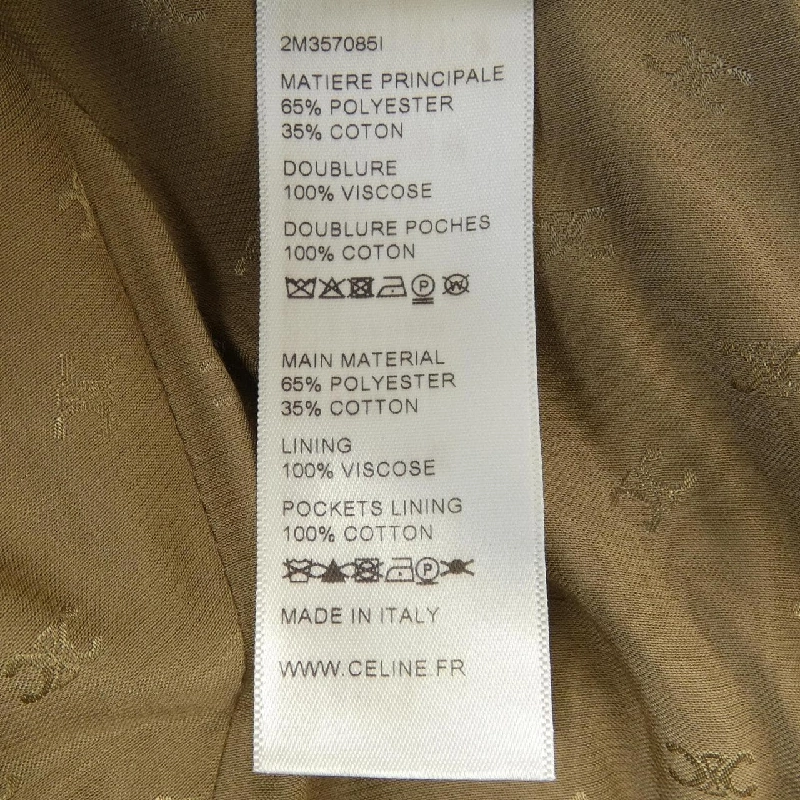 2M357085I
MATIERE PRINCIPALE
65% POLYESTER
35% COTON
DOUBLURE
100% VISCOSE
DOUBLURE POCHES
100% COTON
P W
MAIN MATERIAL
65% POLYESTER
35% COTTON
LINING
100% VISCOSE
POCKETS LINING
100% COTTON
P
MADE IN ITALY
WWW.CELINE.FR